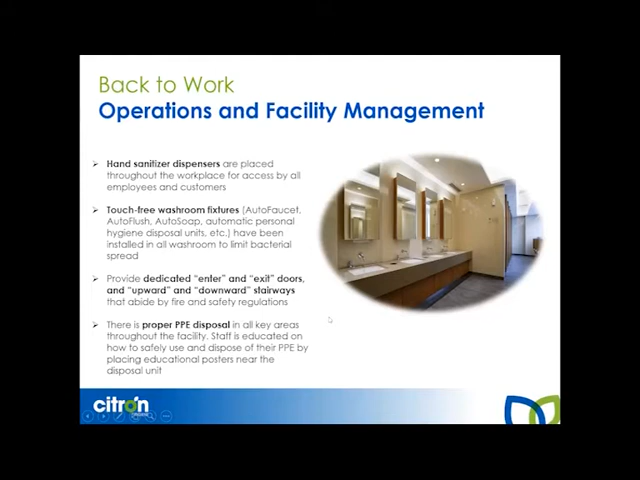 Back to Work
Operations and Facility Management
Hand sanitizer dispensers are placed
throughout the workplace for access by all
employees and customers
Touch-free washroom fixtures (AutoFaucet,
AutoFlush, AutoSoap, automatic personal
hygiene disposal units, etc.) have been
installed in all washroom to limit bacterial
spread
Provide dedicated “enter” and “exit” doors,
and “upward” and “downward” stairways
that abide by fire and safety regulations
There is proper PPE disposal in all key areas
throughout the facility. Staff is educated on
how to safely use and dispose of their PPE by
placing educational posters near the
disposal unit
citrón